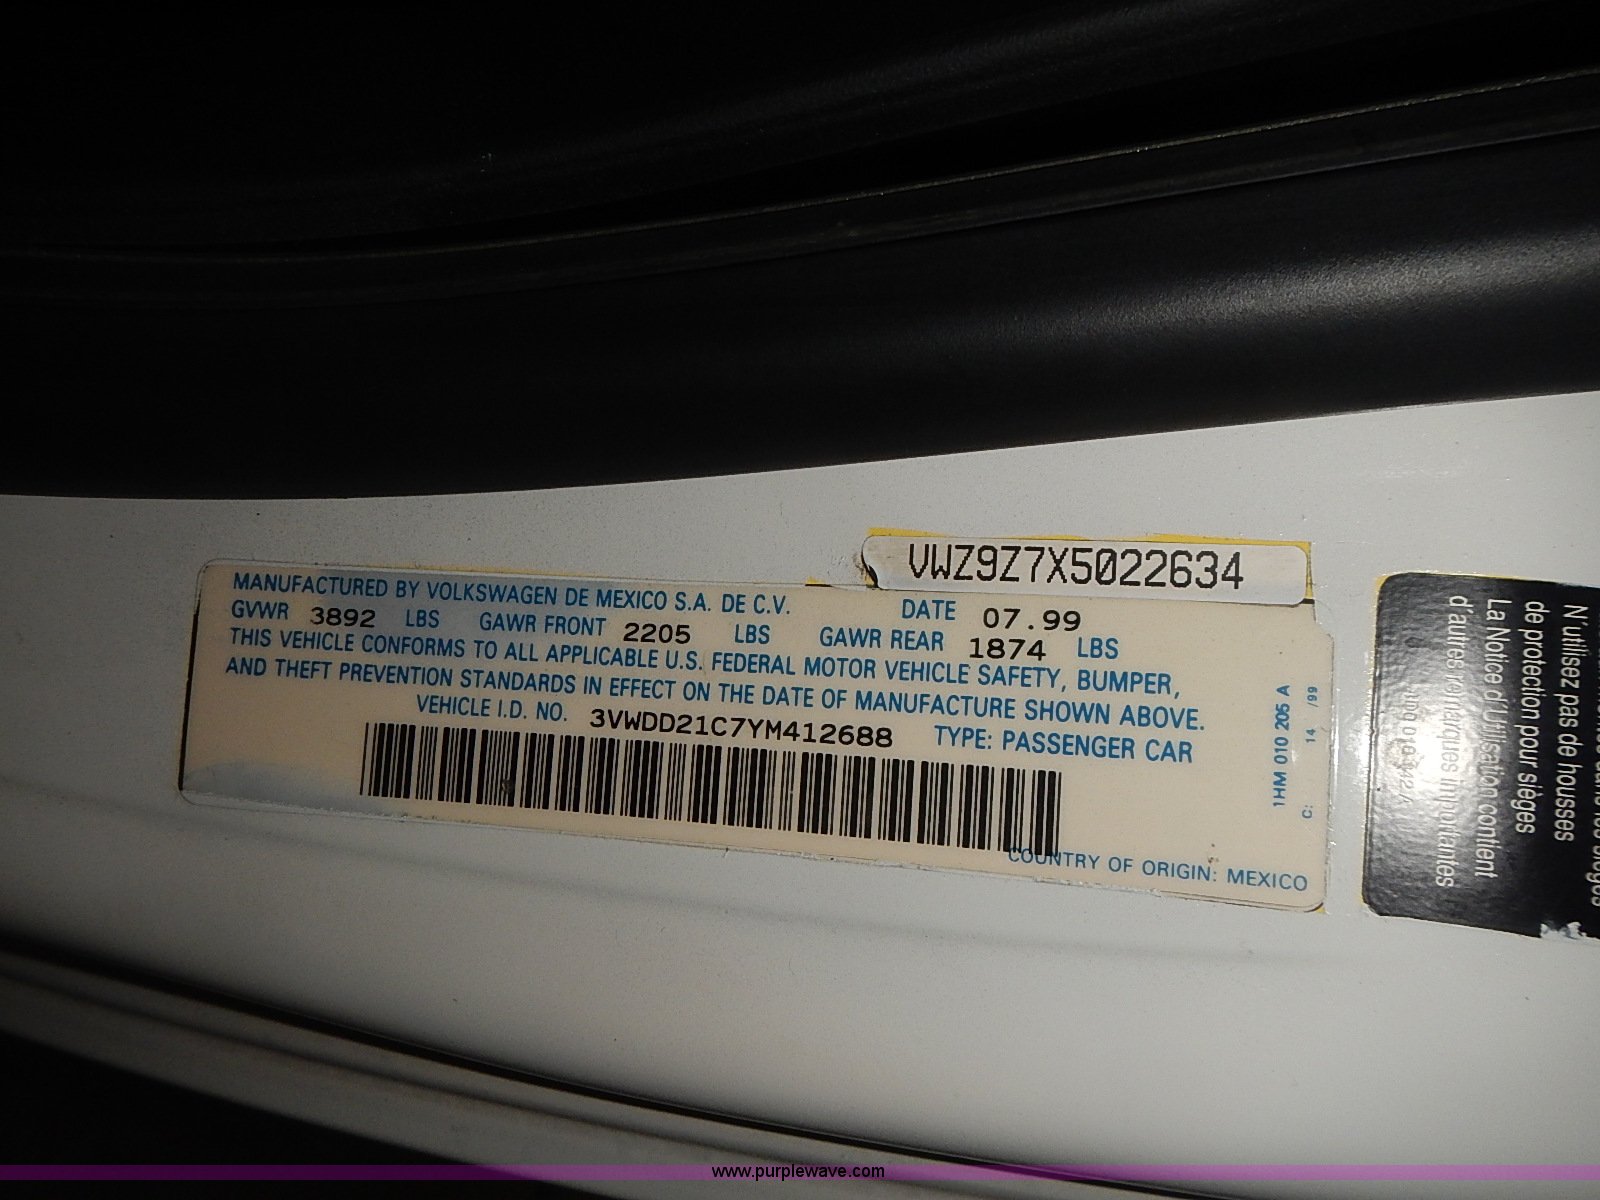 VWZ9Z7X5022634
MANUFACTURED BY VOLKSWAGEN DE MEXICO S.A. DE C.V. DATE 07.99
GVWR 3892 LBS GAWR FRONT 2205 LBS GAWR REAR 1874 LBS
THIS VEHICLE CONFORMS TO ALL APPLICABLE U.S. FEDERAL MOTOR VEHICLE SAFETY, BUMPER,
AND THEFT PREVENTION STANDARDS IN EFFECT ON THE DATE OF MANUFACTURE SHOWN ABOVE.
VEHICLE I.D. NO. 3VWDD21C7YM412688 TYPE: PASSENGER CAR
COUNTRY OF ORIGIN: MEXICO
1HM 010 205 A
C: 14 /99
N'utilisez pas de housses
de protection pour sièges
La Notice d'Utilisation contient
d'autres remarques importantes
www.purplewave.com